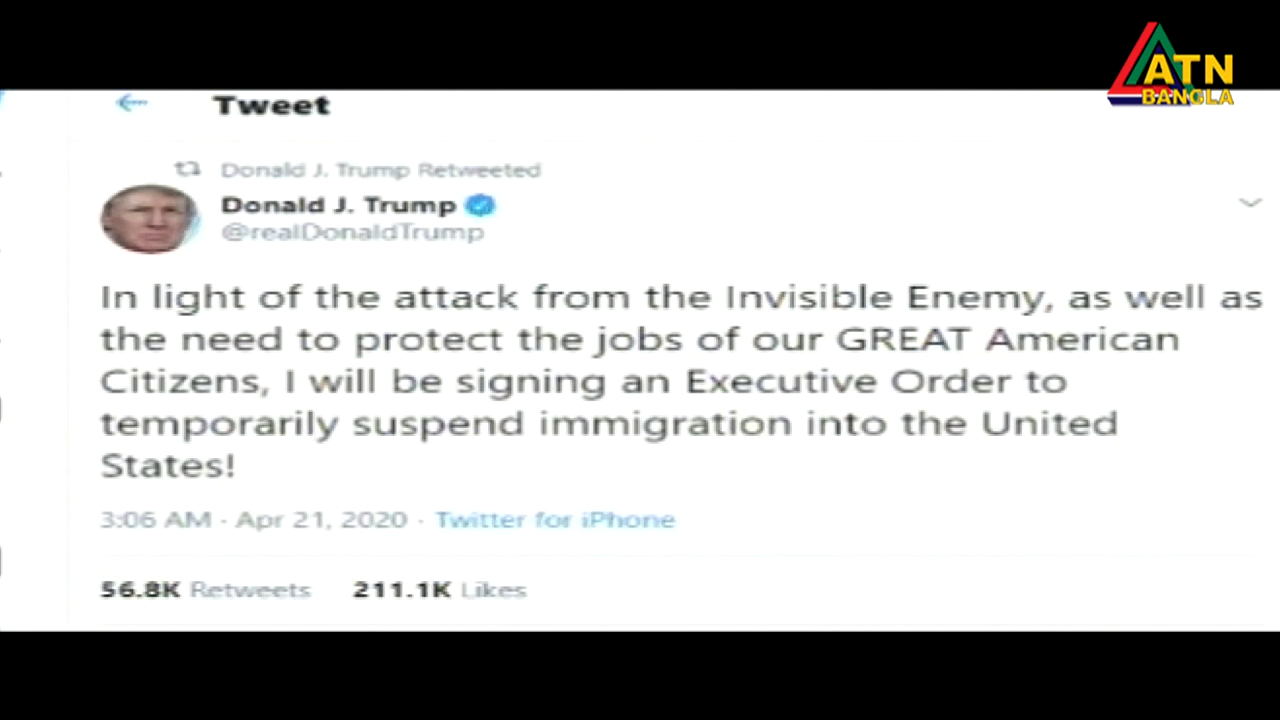 ATN
BANGLA
Tweet
Donald J. Trump Retweeted
Donald J. Trump
@realDonaldTrump
In light of the attack from the Invisible Enemy, as well as
the need to protect the jobs of our GREAT American
Citizens, I will be signing an Executive Order to
temporarily suspend immigration into the United
States!
3:06 AM · Apr 21, 2020 · Twitter for iPhone
56.8K Retweets 211.1K Likes